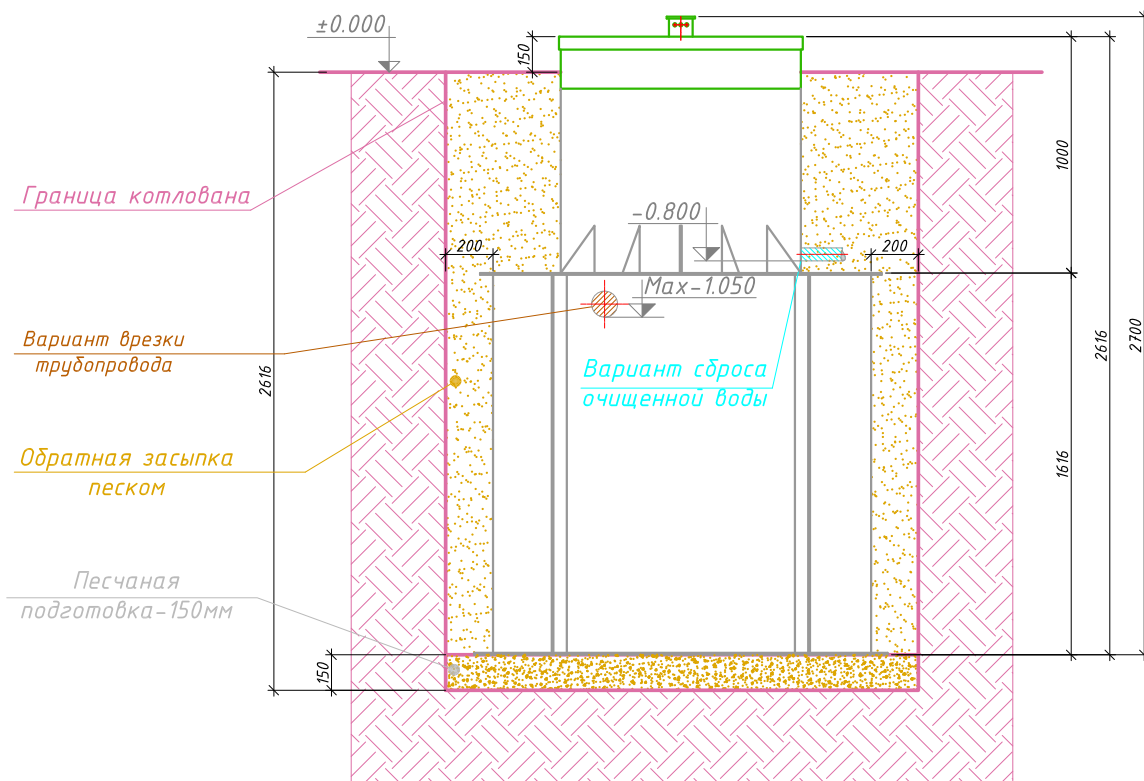 ±0.000
150
Граница котлована
-0.800
200
200
1000
Max-1.050
Вариант врезки
трубопровода
2616
2616
2700
Вариант сброса
очищенной воды
Обратная засыпка
песком
1616
Песчаная
подготовка-150мм
150